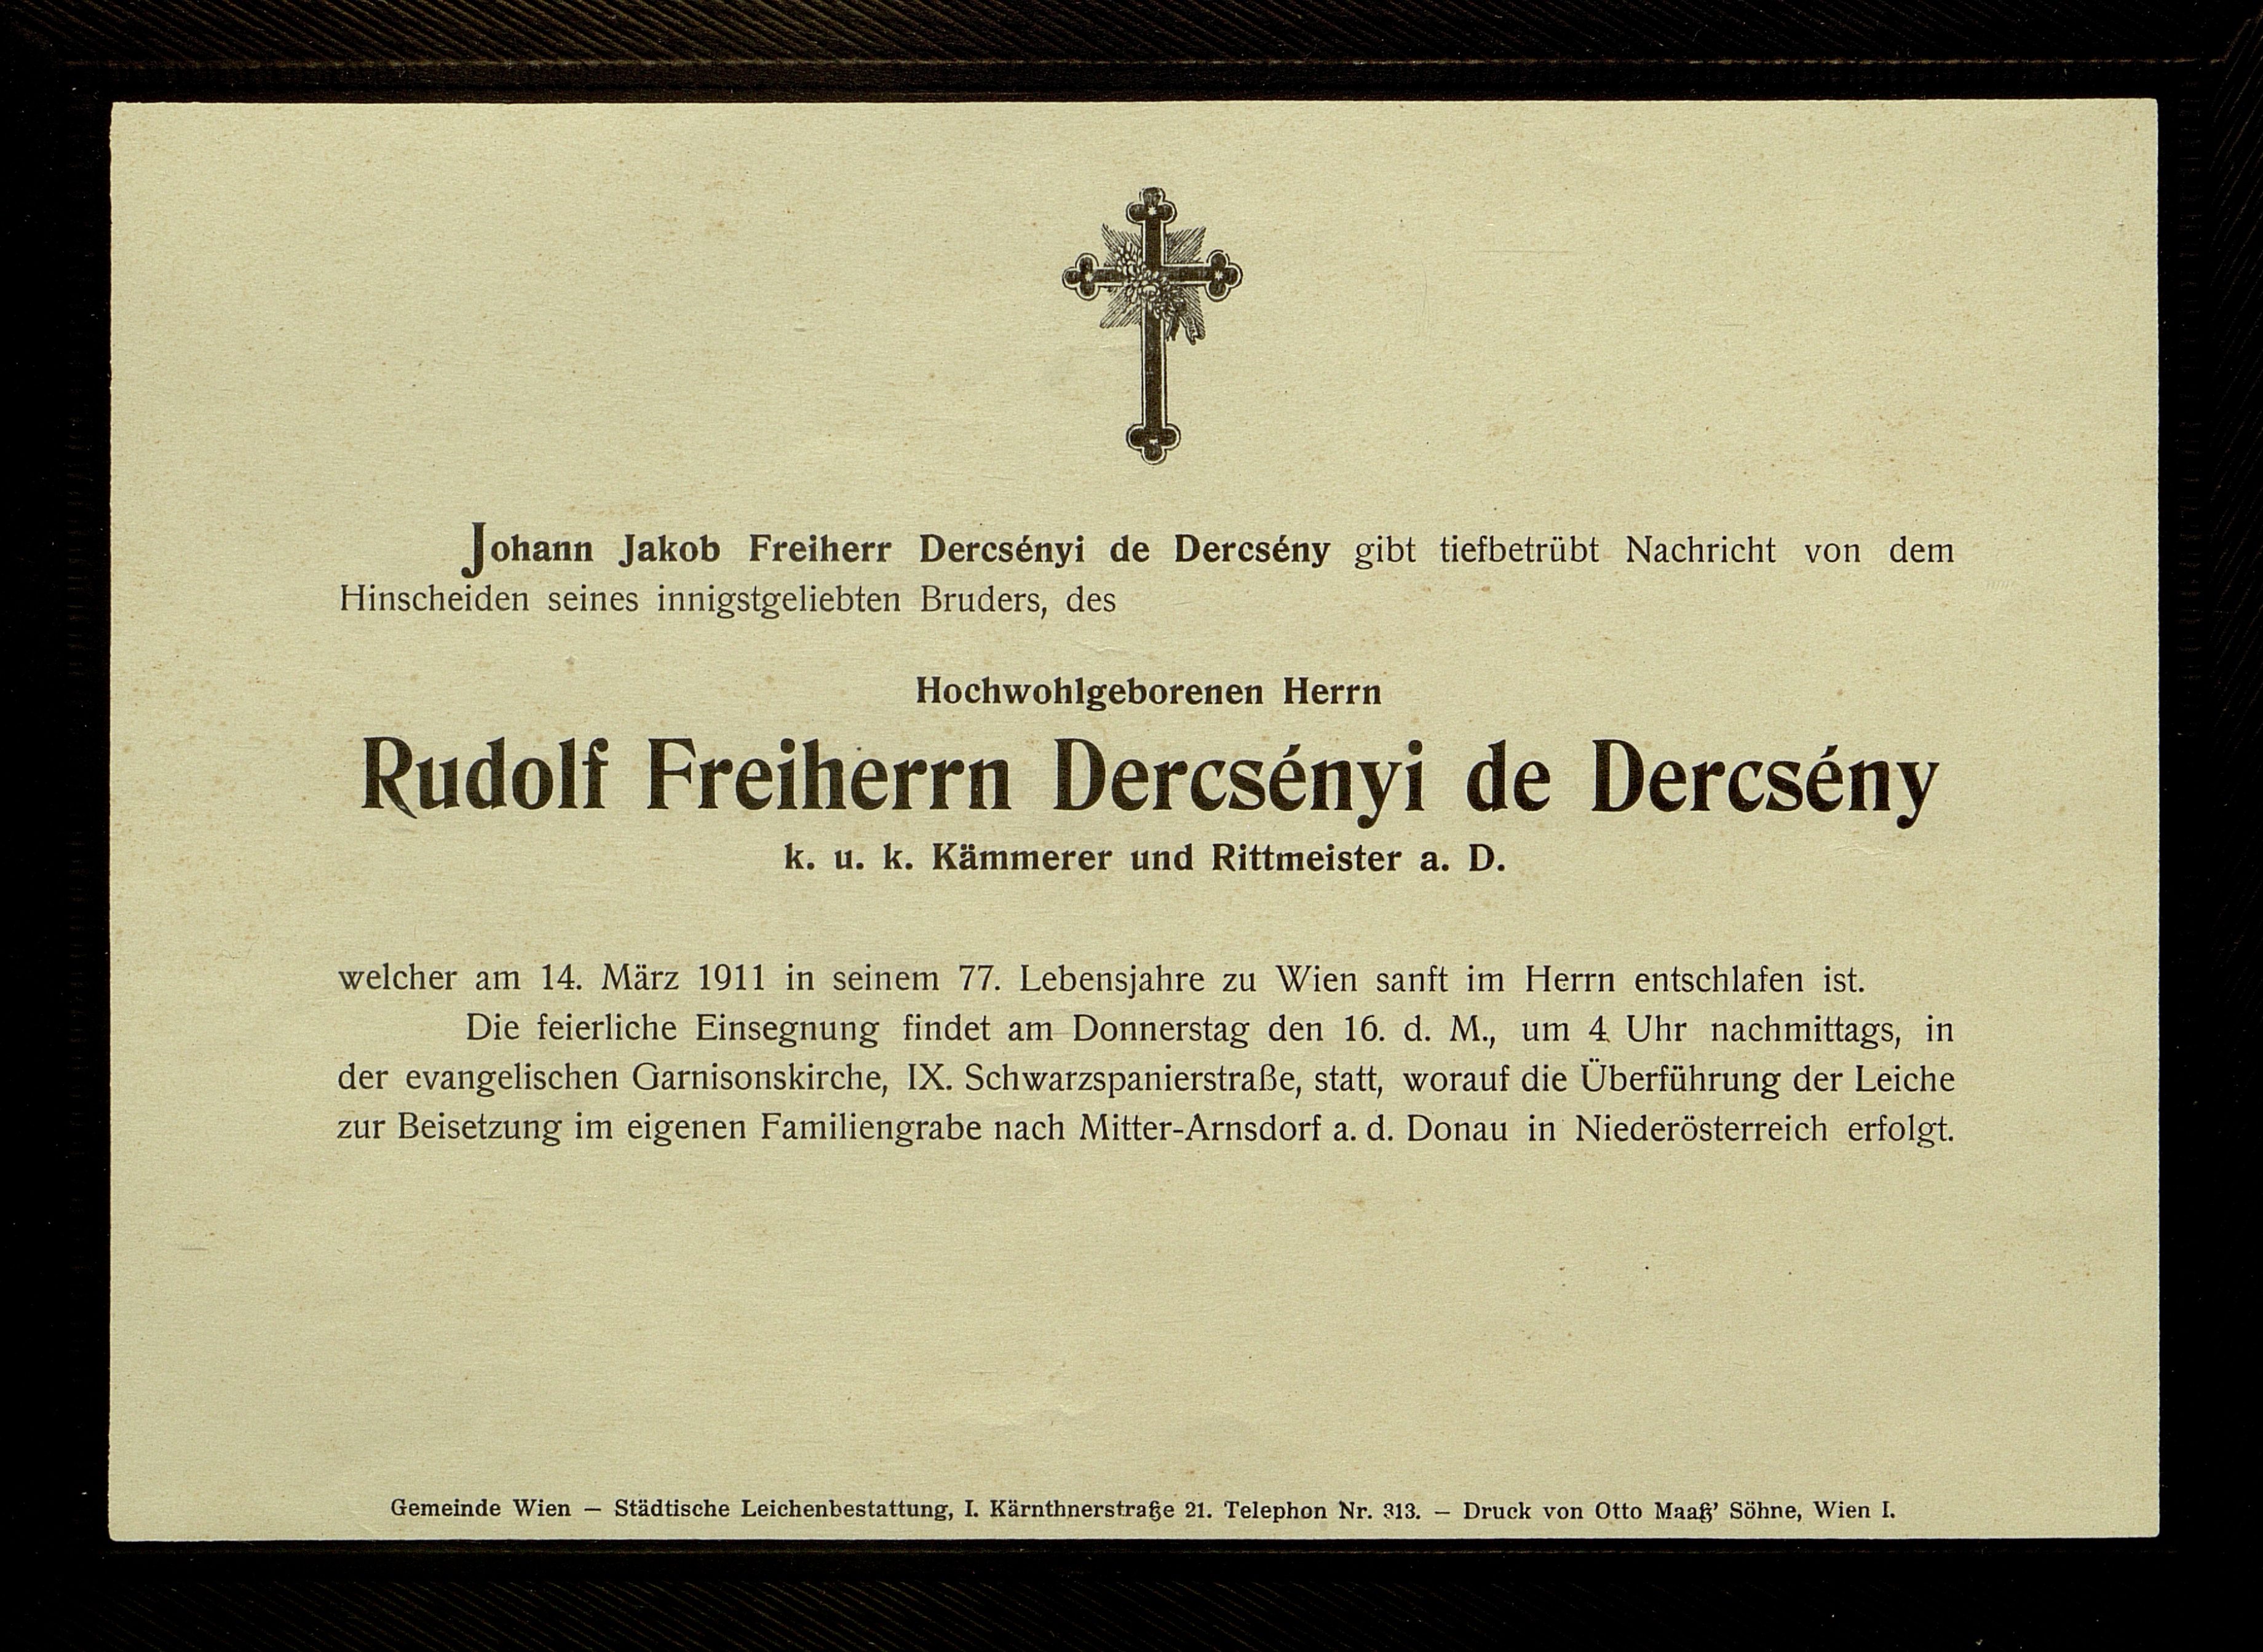 Johann Jakob Freiherr Dercsényi de Dercsény gibt tiefbetrübt Nachricht von dem
Hinscheiden seines innigstgeliebten Bruders, des
Hochwohlgeborenen Herrn
Rudolf Freiherrn Dercsényi de Dercsény
k. u. k. Kämmerer und Rittmeister a. D.
welcher am 14. März 1911 in seinem 77. Lebensjahre zu Wien sanft im Herrn entschlafen ist.
Die feierliche Einsegnung findet am Donnerstag den 16. d. M., um 4 Uhr nachmittags, in
der evangelischen Garnisonskirche, IX. Schwarzspanierstraße, statt, worauf die Überführung der Leiche
zur Beisetzung im eigenen Familiengrabe nach Mitter-Arnsdorf a. d. Donau in Niederösterreich erfolgt.
Gemeinde Wien — Städtische Leichenbestattung, I. Kärnthnerstraße 21. Telephon Nr. 313. — Druck von Otto Maaß' Söhne, Wien I.